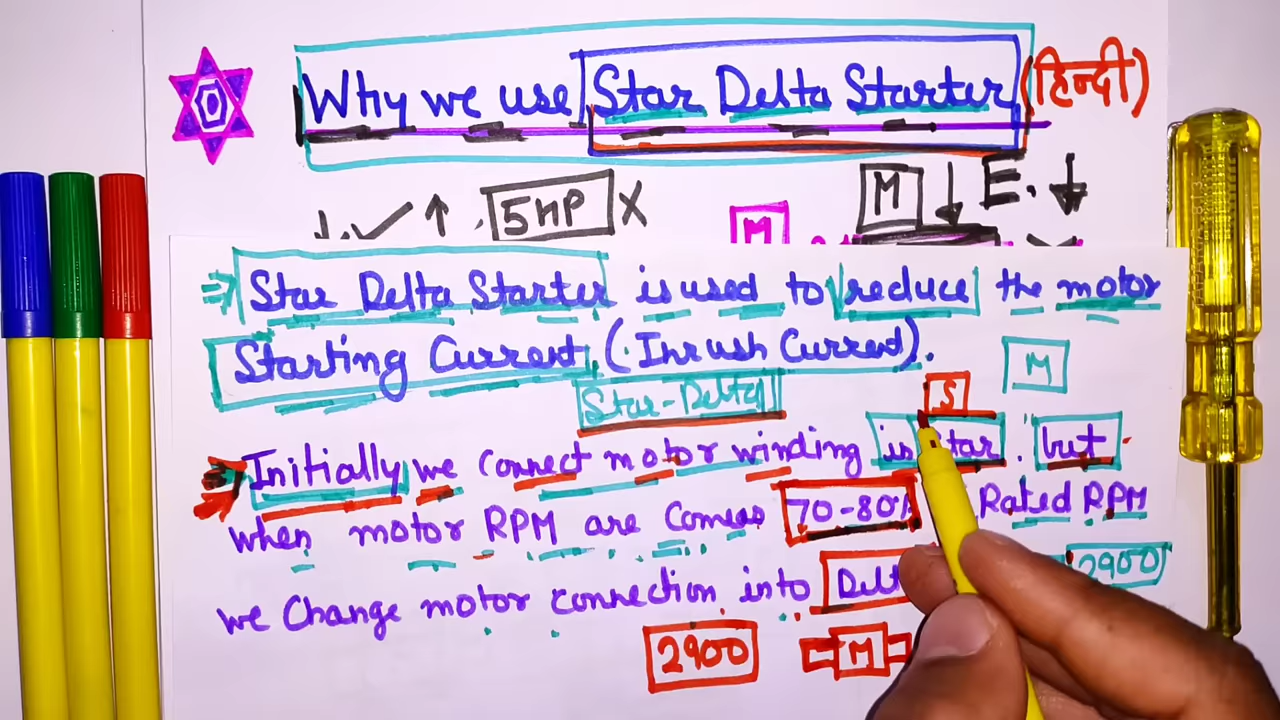 Why we use Star Delta Starter (हिन्दी)
5HP X M E.
M
⇒ Star Delta Starter is used to reduce the motor
Starting Current, (Inrush Current). M
Star-Delta S
Initially we connect motor winding in Star. but
when motor RPM are Comes 70-80% Rated RPM
we Change motor connection into Delt 2900
2900 M